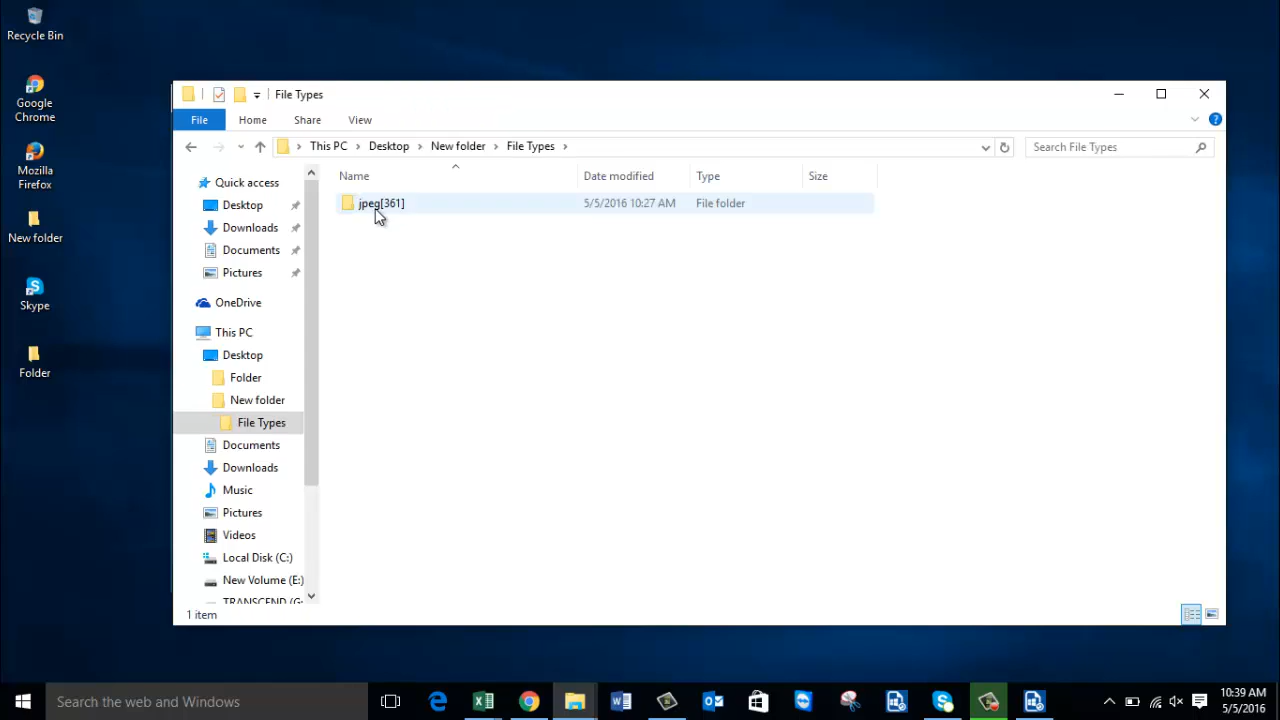 Recycle Bin
Google
Chrome
Mozilla
Firefox
New folder
Skype
Folder
File Types
File
Home
Share
View
This PC
Desktop
New folder
File Types
Search File Types
Name
Date modified
Type
Size
jpeg[361]
5/5/2016 10:27 AM
File folder
Quick access
Desktop
Downloads
Documents
Pictures
OneDrive
This PC
Desktop
Folder
New folder
File Types
Documents
Downloads
Music
Pictures
Videos
Local Disk (C:)
New Volume (E:)
TRANSCEND (G:
1 item
Search the web and Windows
10:39 AM
5/5/2016